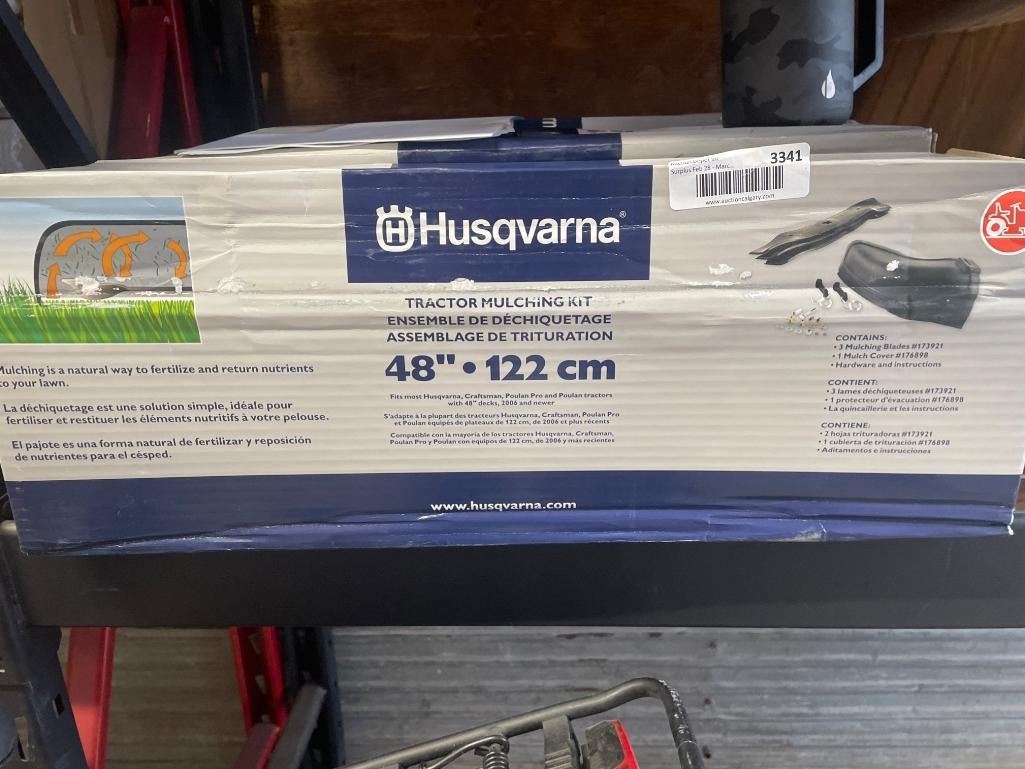 3341
Surplus Feb 28 - Marc...
www.auctioncalgary.com
Husqvarna®
TRACTOR MULCHING KIT
ENSEMBLE DE DÉCHIQUETAGE
ASSEMBLAGE DE TRITURATION
48" • 122 cm
Fits most Husqvarna, Craftsman, Poulan Pro and Poulan tractors
with 48" decks, 2006 and newer
S'adapte à la plupart des tracteurs Husqvarna, Craftsman, Poulan Pro
et Poulan équipés de plateaux de 122 cm, de 2006 et plus récents
Compatible con la mayoria de los tractores Husqvarna, Craftsman,
Poulan Pro y Poulan con equipos de 122 cm, de 2006 y más recientes
Mulching is a natural way to fertilize and return nutrients
to your lawn.
La déchiquetage est une solution simple, idéale pour
fertiliser et restituer les éléments nutritifs à votre pelouse.
El pajote es una forma natural de fertilizar y reposición
de nutrientes para el césped.
CONTAINS:
• 3 Mulching Blades #173921
• 1 Mulch Cover #176898
• Hardware and instructions
CONTIENT:
• 3 lames déchiqueteuses #173921
• 1 protecteur d'évacuation #176898
• La quincaillerie et les instructions
CONTIENE:
• 2 hojas trituradoras #173921
• 1 cubierta de trituración #176898
• Aditamentos e instrucciones
www.husqvarna.com